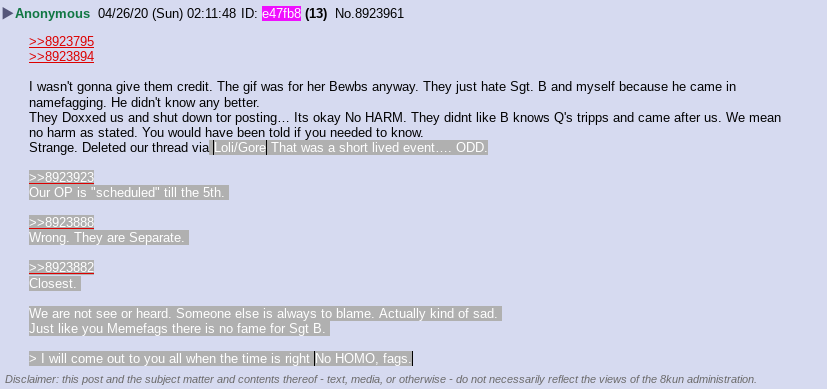 Anonymous 04/26/20 (Sun) 02:11:48 ID: e47fb8 (13) No.8923961
>>8923795
>>8923894
I wasn't gonna give them credit. The gif was for her Bewbs anyway. They just hate Sgt. B and myself because he came in
namefagging. He didn't know any better.
They Doxxed us and shut down tor posting… Its okay No HARM. They didnt like B knows Q's tripps and came after us. We mean
no harm as stated. You would have been told if you needed to know.
Strange. Deleted our thread via Loli/Gore That was a short lived event…. ODD.
>>8923923
Our OP is "scheduled" till the 5th.
>>8923888
Wrong. They are Separate.
>>8923882
Closest.
We are not see or heard. Someone else is always to blame. Actually kind of sad.
Just like you Memefags there is no fame for Sgt B.
> I will come out to you all when the time is right No HOMO, fags.
Disclaimer: this post and the subject matter and contents thereof - text, media, or otherwise - do not necessarily reflect the views of the 8kun administration.